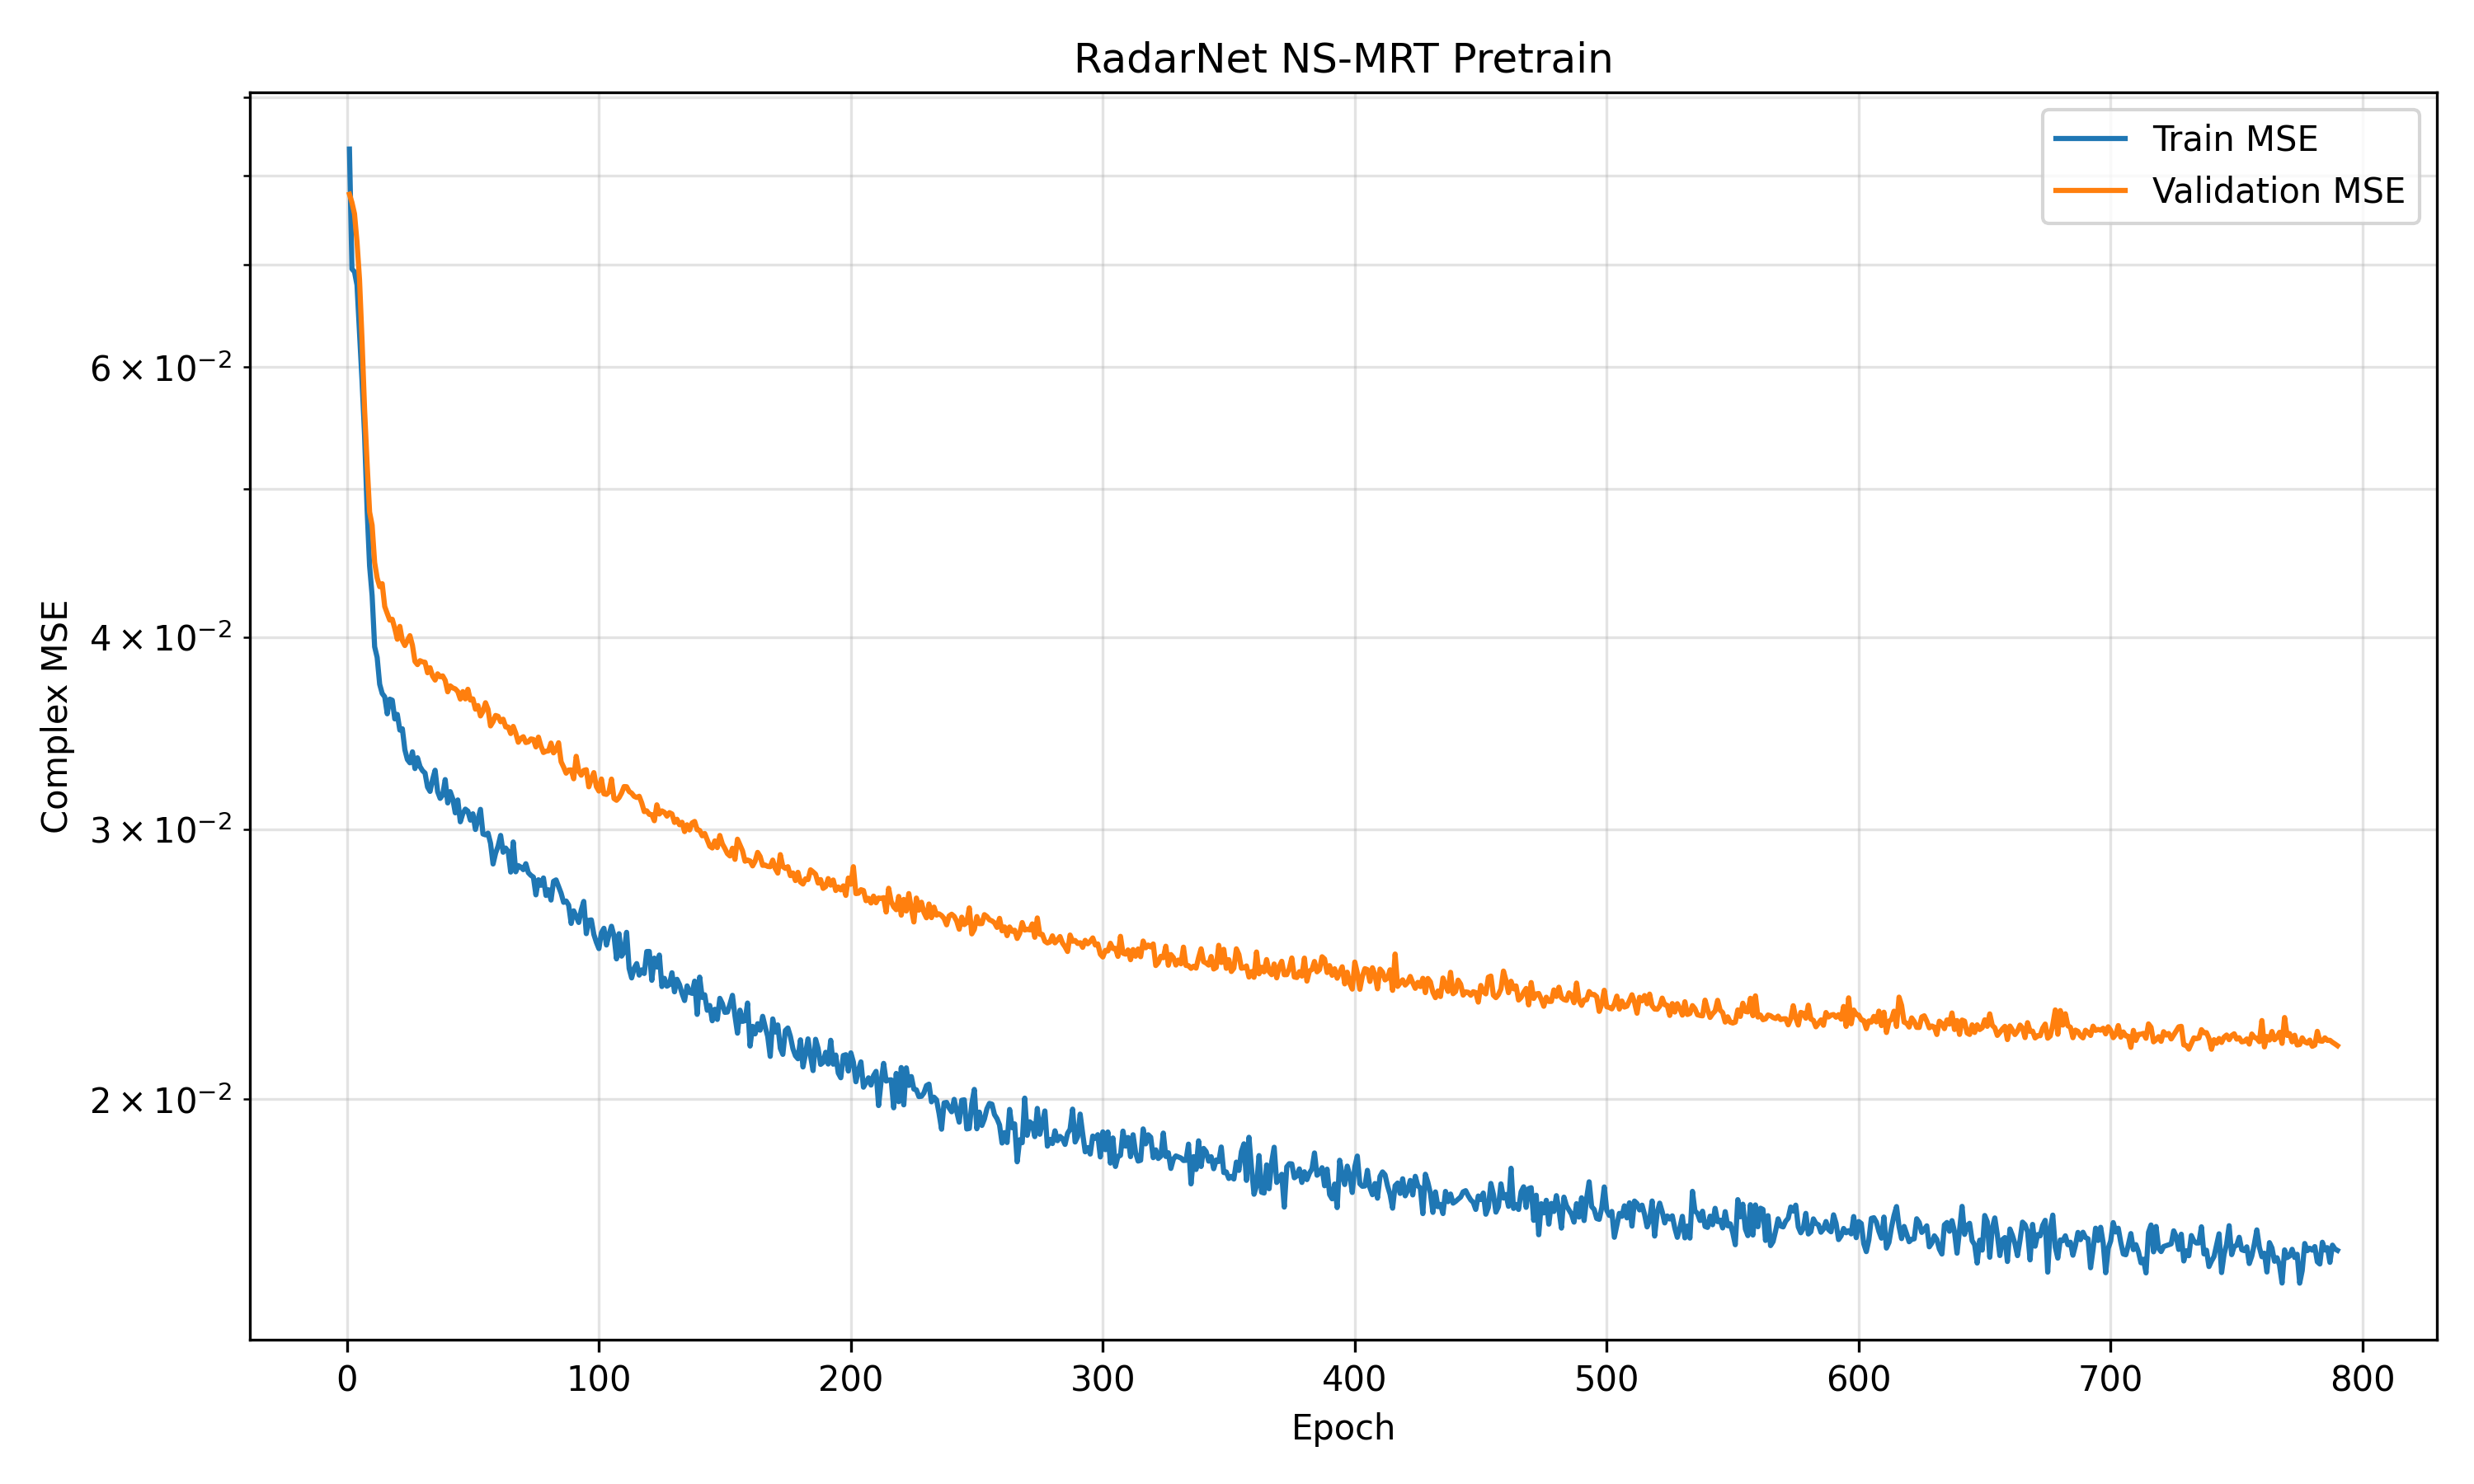 RadarNet NS-MRT Pretrain
Train MSE
Validation MSE
6 × 10⁻²
4 × 10⁻²
3 × 10⁻²
2 × 10⁻²
Complex MSE
0 100 200 300 400 500 600 700 800
Epoch